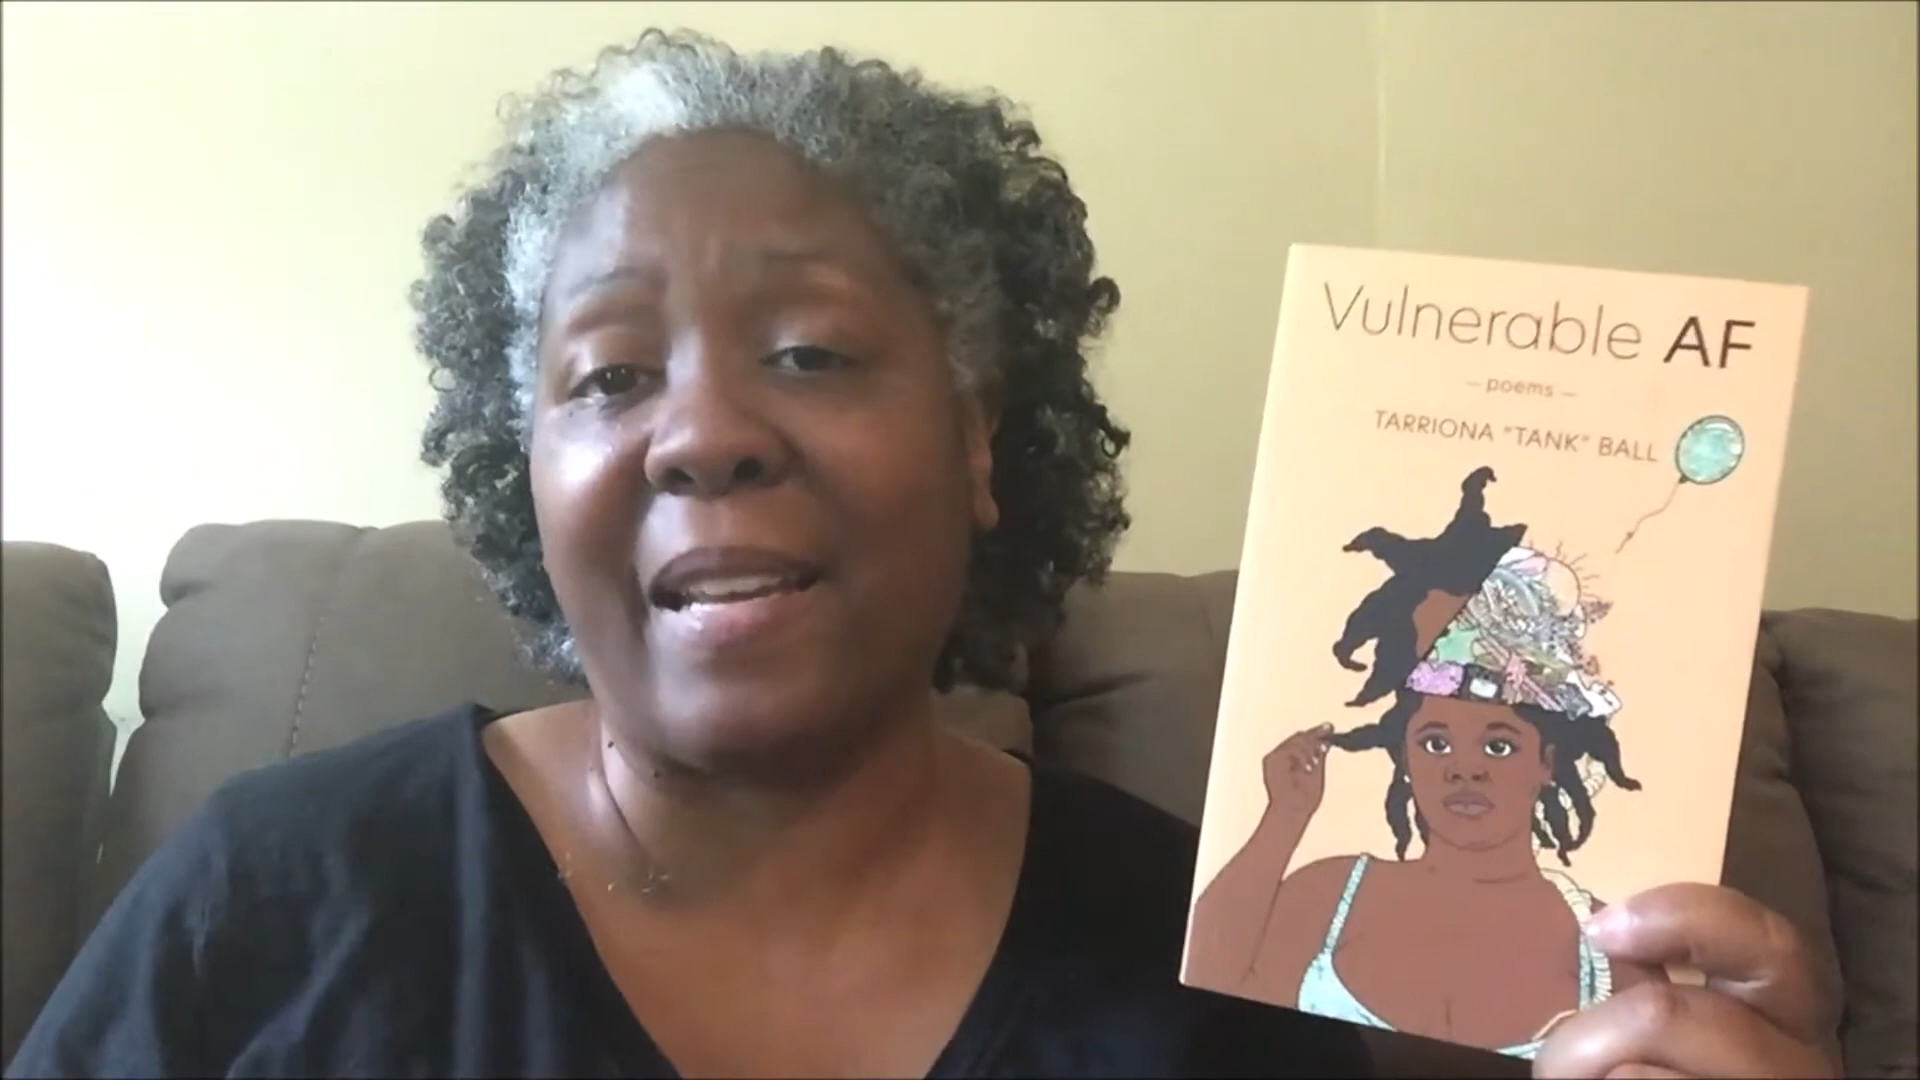 Vulnerable AF
- poems -
TARRIONA "TANK" BALL